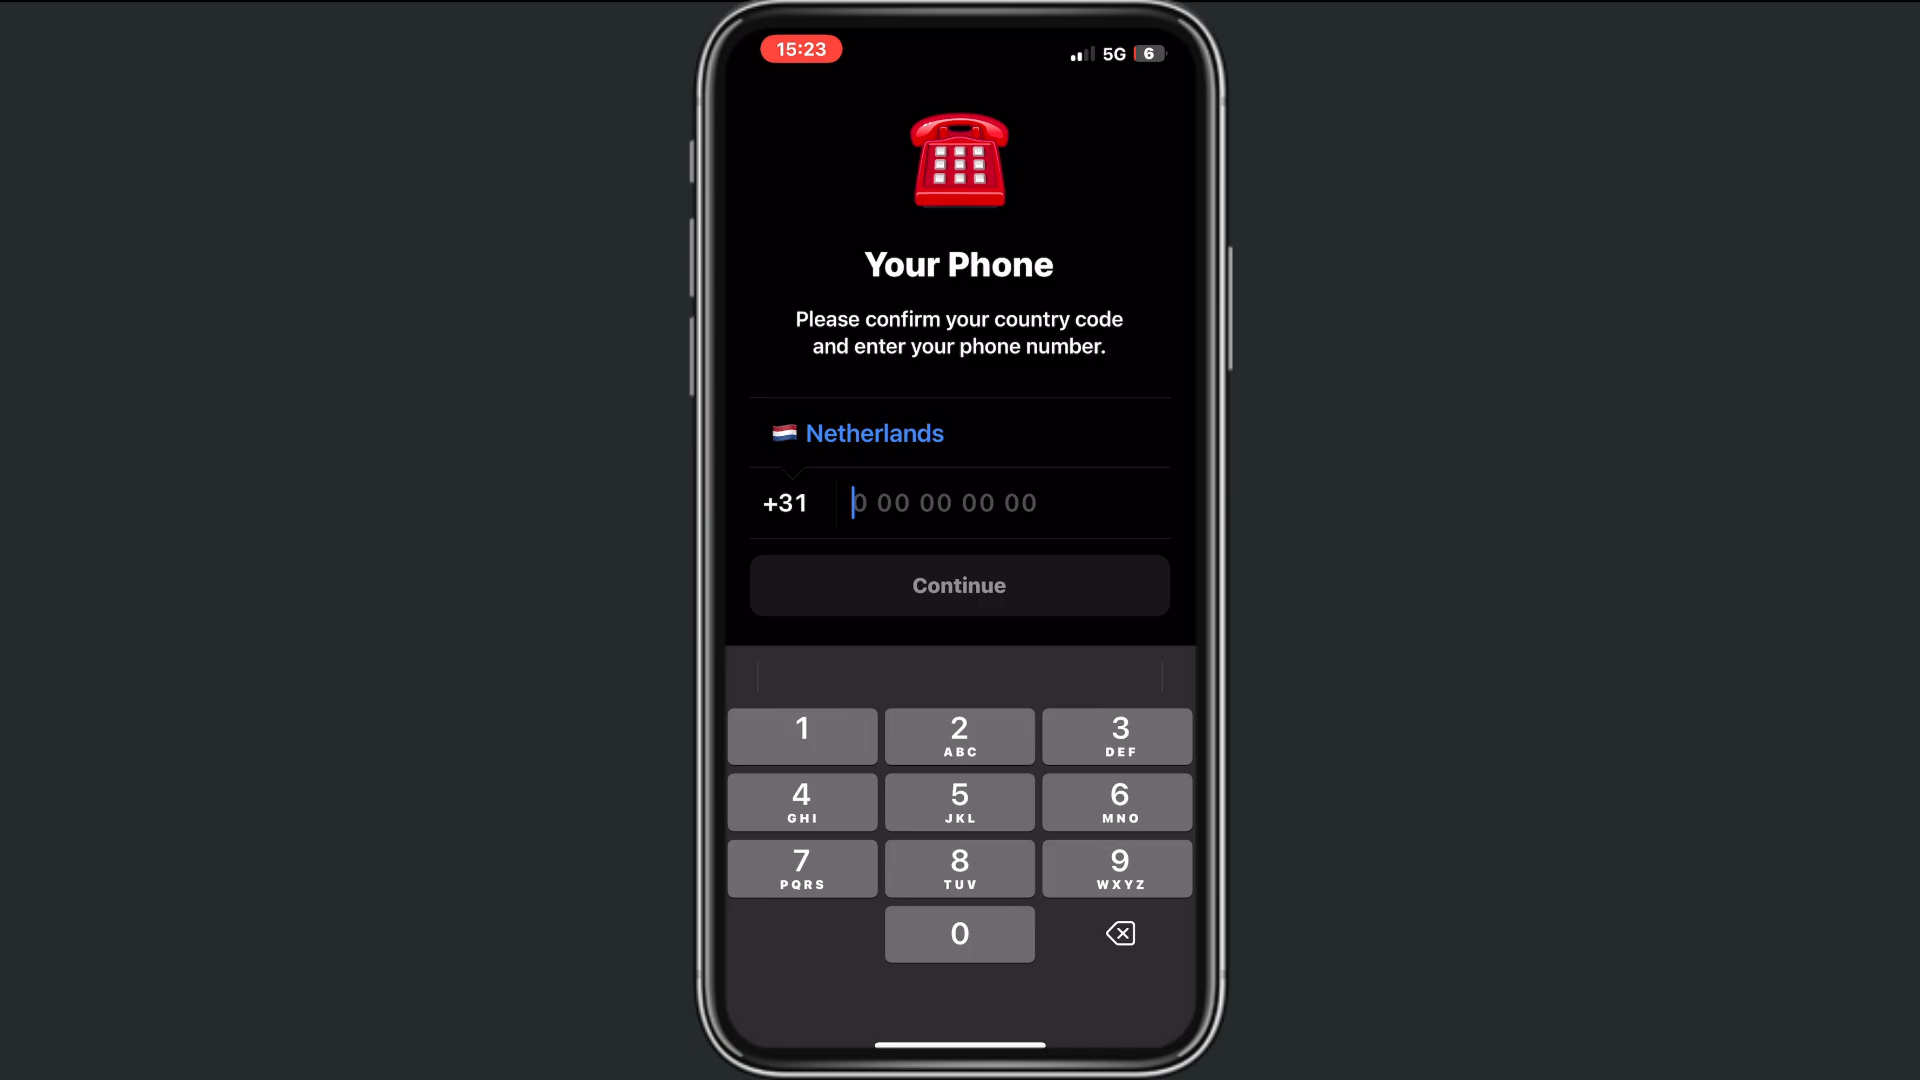 15:23
5G 6
Your Phone
Please confirm your country code
and enter your phone number.
Netherlands
+31 0 00 00 00 00
Continue
1 2 3
ABC DEF
4 5 6
GHI JKL MNO
7 8 9
PQRS TUV WXYZ
0